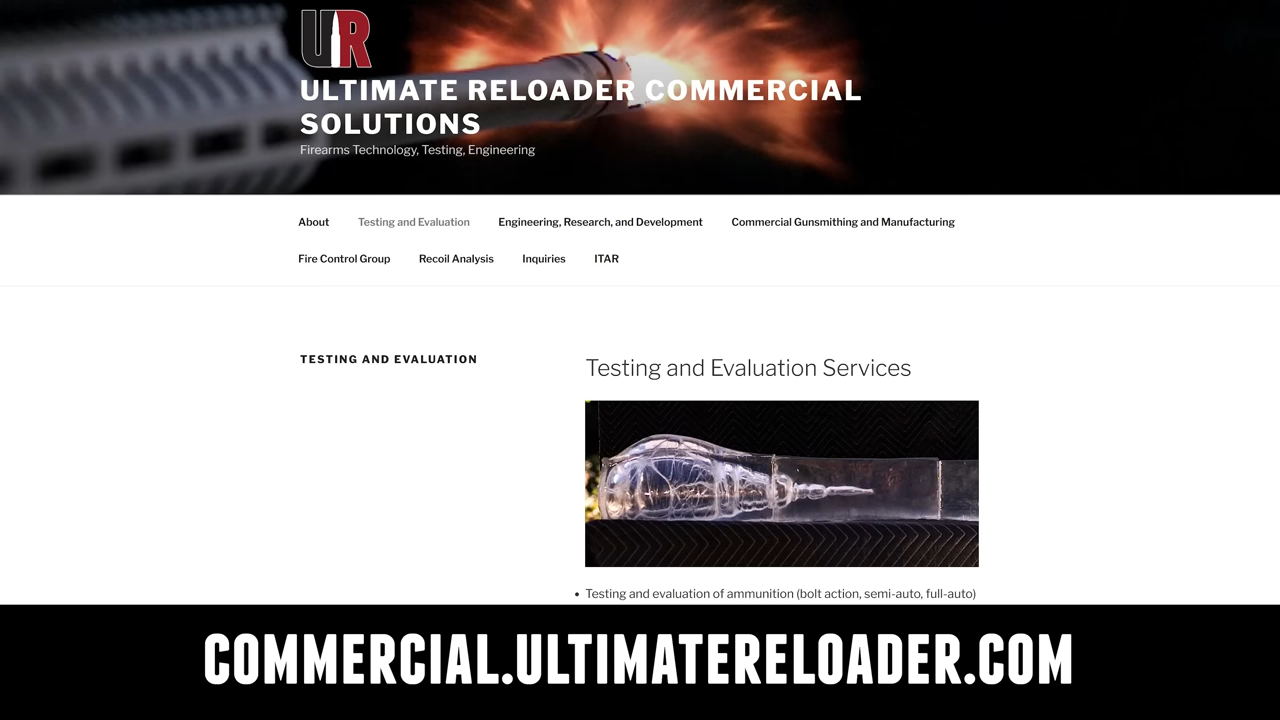 UR
ULTIMATE RELOADER COMMERCIAL
SOLUTIONS
Firearms Technology, Testing, Engineering
About Testing and Evaluation Engineering, Research, and Development Commercial Gunsmithing and Manufacturing
Fire Control Group Recoil Analysis Inquiries ITAR
TESTING AND EVALUATION
Testing and Evaluation Services
• Testing and evaluation of ammunition (bolt action, semi-auto, full-auto)
COMMERCIAL.ULTIMATERELOADER.COM